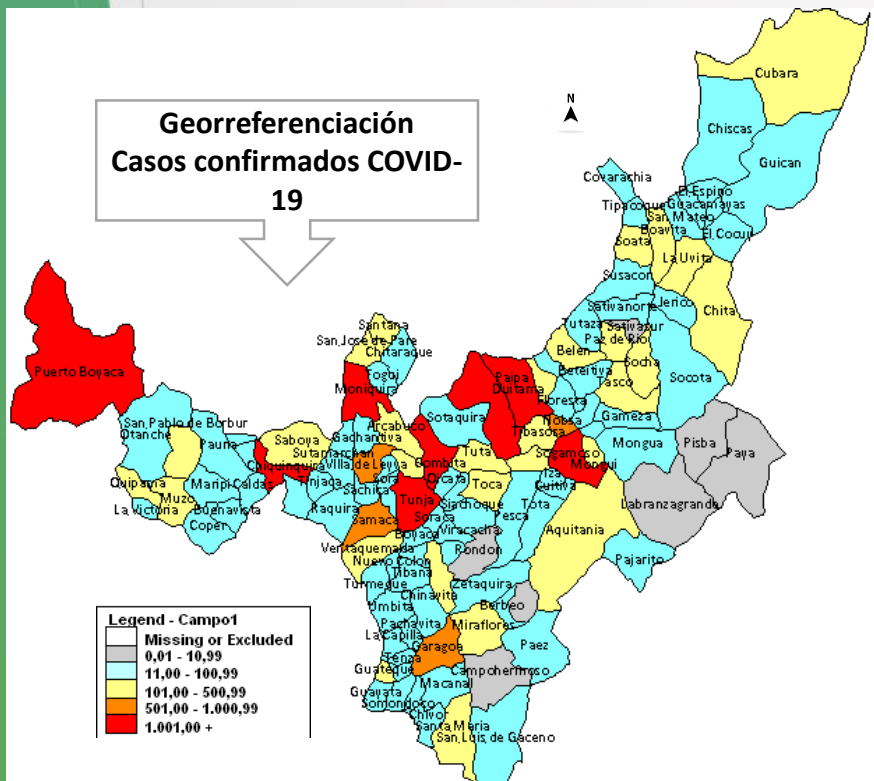 Georreferenciación
Casos confirmados COVID-
19
N
Cubara
Chiscas
Guican
Covarachia
El Espino
Tipacoque
Guacamayas
San Mateo
Boavita
El Cocuy
Soata
La Uvita
Susacon
Jerico
Chita
Sativanorte
Santana
Tutaza
Sativasur
San Jose de Pare
Paz de Rio
Chitaraque
Belen
Socha
Puerto Boyaca
Togui
Paipa
Beteitiva
Moniquira
Duitama
Tasco
Socota
Floresta
San Pablo de Borbur
Sotaquira
Gameza
Otanche
Arcabuco
Nobsa
Saboya
Gachantiva
Tibasosa
Mongua
Pisba
Pauna
Sutamarchan
Tuta
Sogamoso
Paya
Chiquinquira
Villa de Leyva
Combita
Mongui
Quipama
Maripi
Caldas
Tinjaca
Sora
Oicata
Iza
Muzo
Sachica
Toca
Cuitiva
Labranzagrande
La Victoria
Buenavista
Raquira
Tunja
Siachoque
Tota
Coper
Samaca
Soraca
Pesca
Viracacha
Aquitania
Boyaca
Ventaquemada
Rondon
Nuevo Colon
Pajarito
Tibana
Turmeque
Zetaquira
Chinavita
Umbita
Berbeo
Pachavita
Miraflores
La Capilla
Garagoa
Paez
Tenza
Guateque
Campohermoso
Macanal
Guayata
Somondoco
Chivor
Santa Maria
San Luis de Gaceno
Legend - Campo1
Missing or Excluded
0,01 - 10,99
11,00 - 100,99
101,00 - 500,99
501,00 - 1.000,99
1.001,00 +